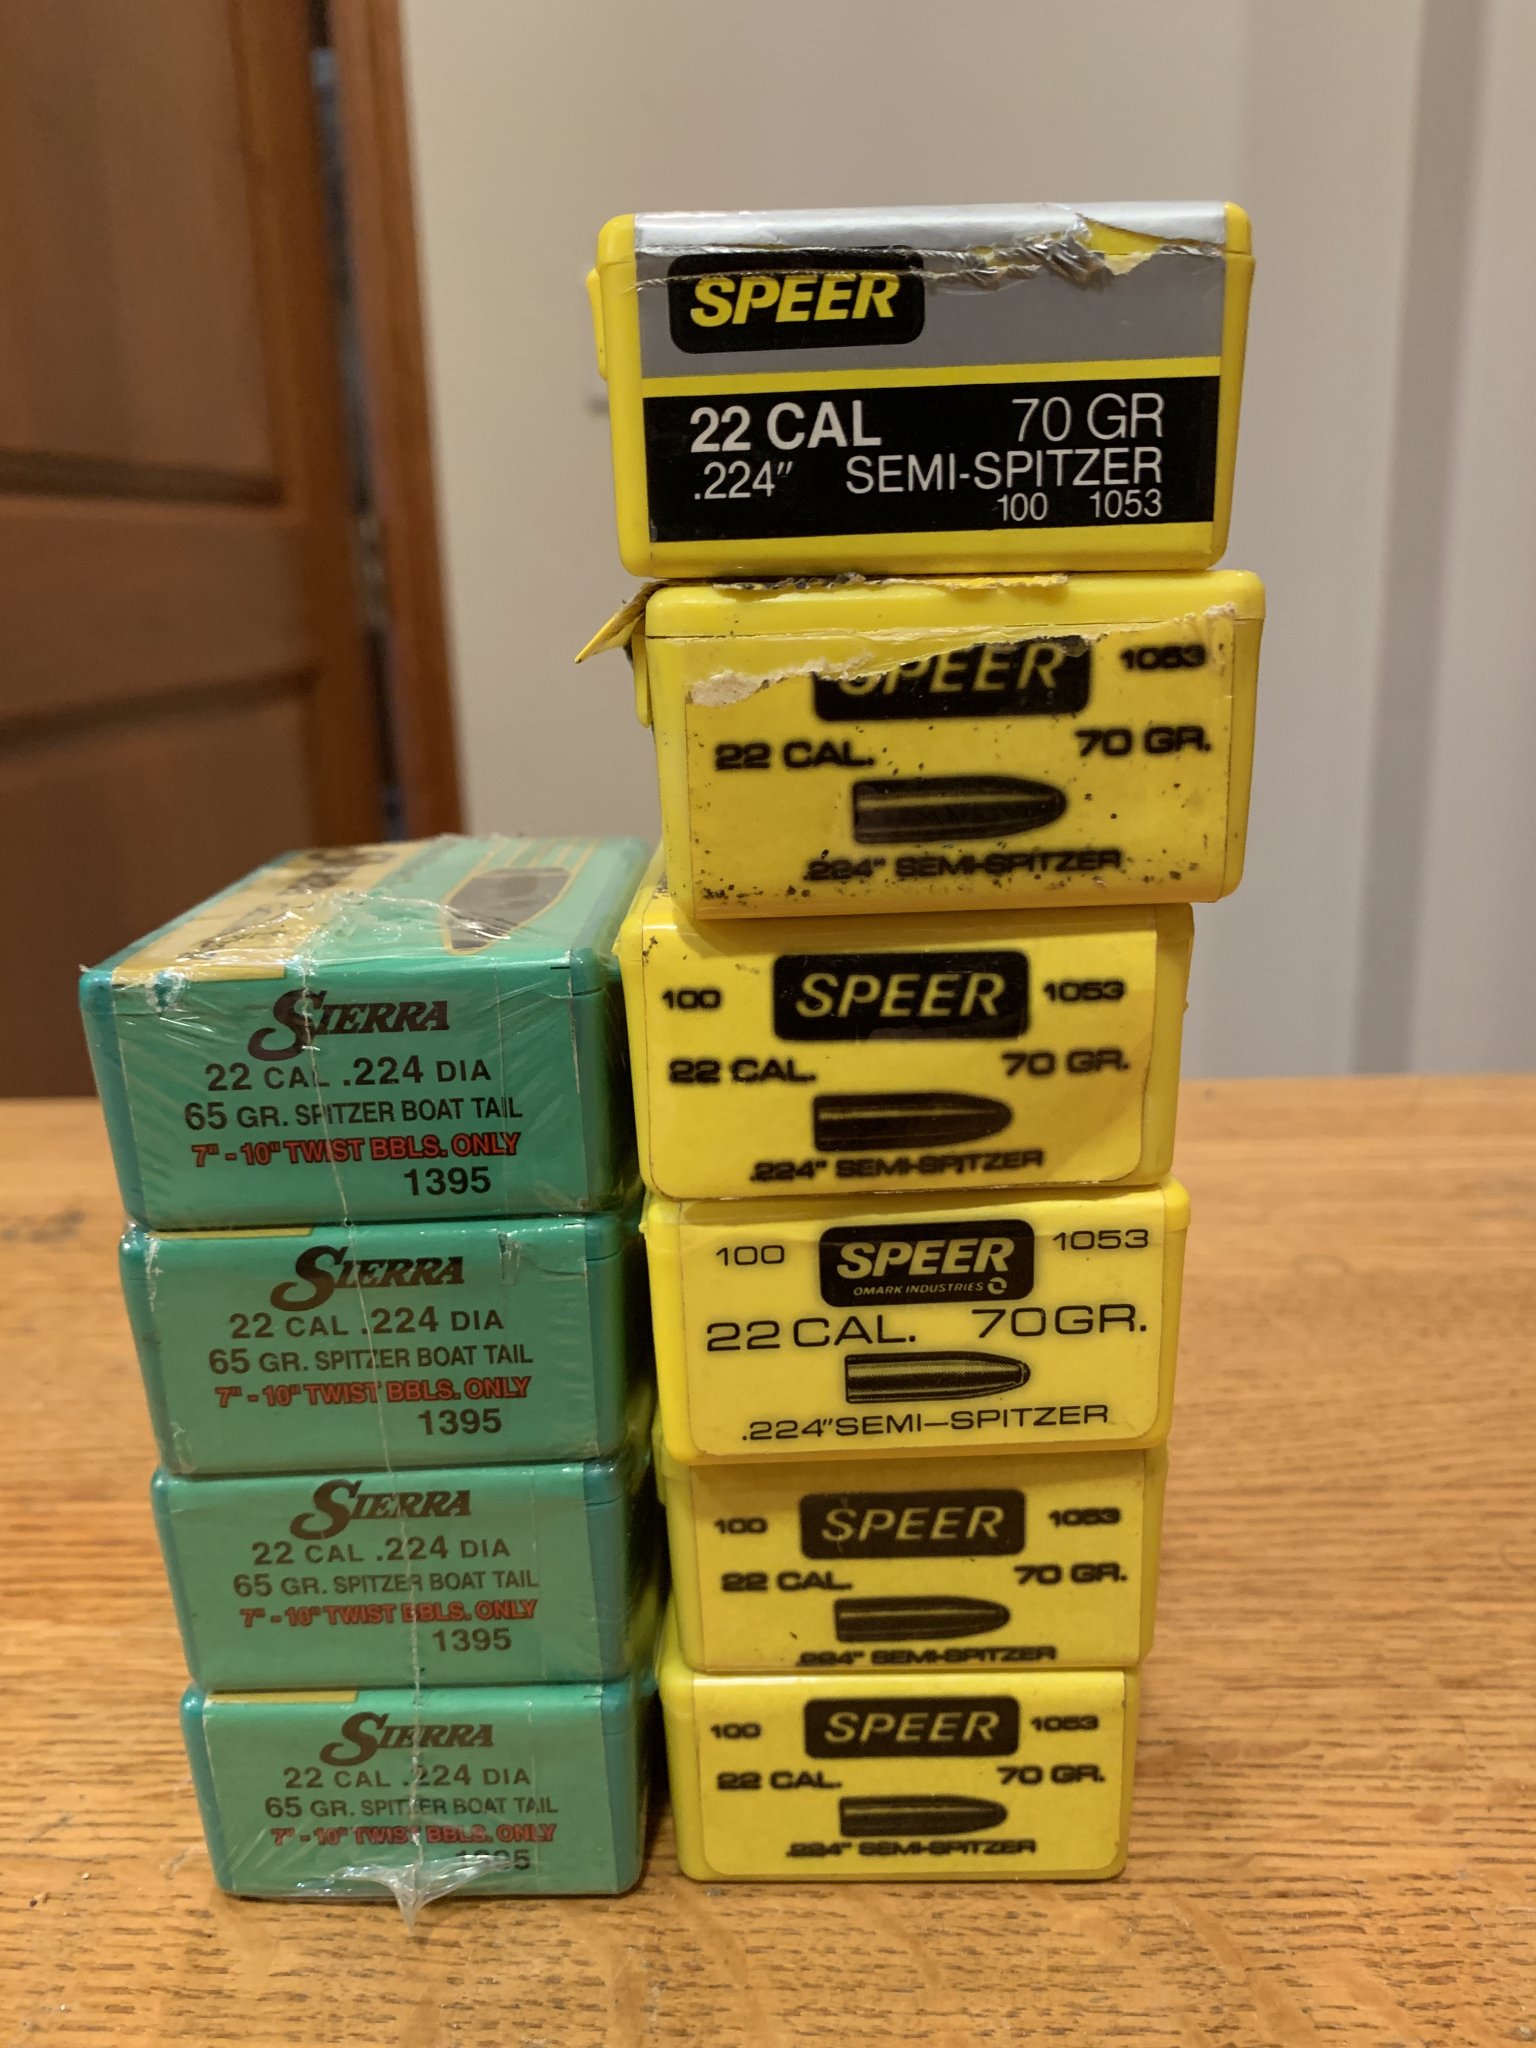 SPEER
22 CAL 70 GR
.224" SEMI-SPITZER
100 1053
SPEER 1053
22 CAL. 70 GR.
.224" SEMI-SPITZER
100 SPEER 1053
22 CAL. 70 GR.
.224" SEMI-SPITZER
100 SPEER 1053
OMARK INDUSTRIES
22 CAL. 70 GR.
.224" SEMI-SPITZER
100 SPEER 1053
22 CAL. 70 GR.
.224" SEMI-SPITZER
100 SPEER 1053
22 CAL. 70 GR.
.224" SEMI-SPITZER
SIERRA
22 CAL .224 DIA
65 GR. SPITZER BOAT TAIL
7" - 10" TWIST BBLS. ONLY
1395
SIERRA
22 CAL .224 DIA
65 GR. SPITZER BOAT TAIL
7" - 10" TWIST BBLS. ONLY
1395
SIERRA
22 CAL .224 DIA
65 GR. SPITZER BOAT TAIL
7" - 10" TWIST BBLS. ONLY
1395
SIERRA
22 CAL .224 DIA
65 GR. SPITZER BOAT TAIL
7" - 10" TWIST BBLS. ONLY
1395